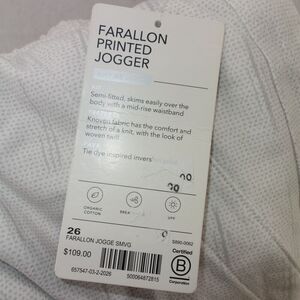 FARALLON
PRINTED
JOGGER
Semi-fitted, skims easily over the
body with a mid-rise waistband
Knoven fabric has the comfort and
stretch of a knit, with the look of
woven twill
Tie dye inspired
ORGANIC
COTTON
UPF
26
FARALLON JOGGE SMVG
$109.00
657547-03-2-2026
500064872815
$890-0062
Certified
B
Corporation